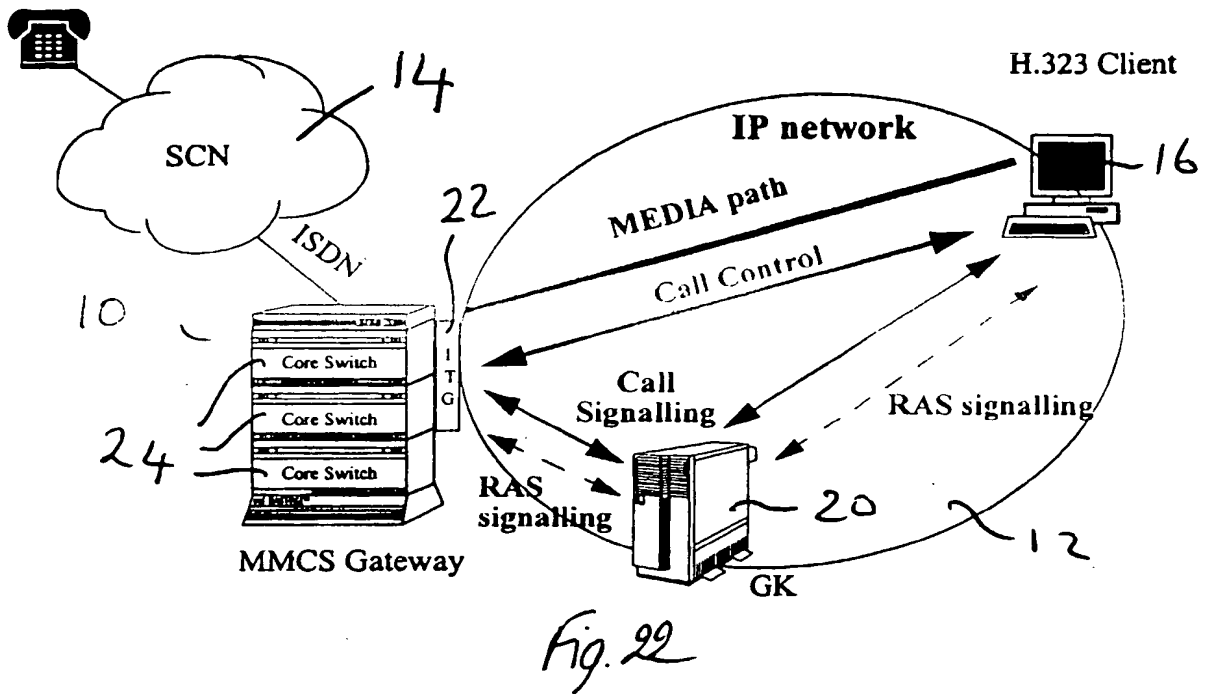 H.323 Client
14
SCN
IP network
16
22
MEDIA path
ISDN
Call Control
10
I
T
G
Core Switch
Call
Signalling
RAS signalling
Core Switch
24
Core Switch
RAS
signalling
20
12
MMCS Gateway
GK
Fig. 22